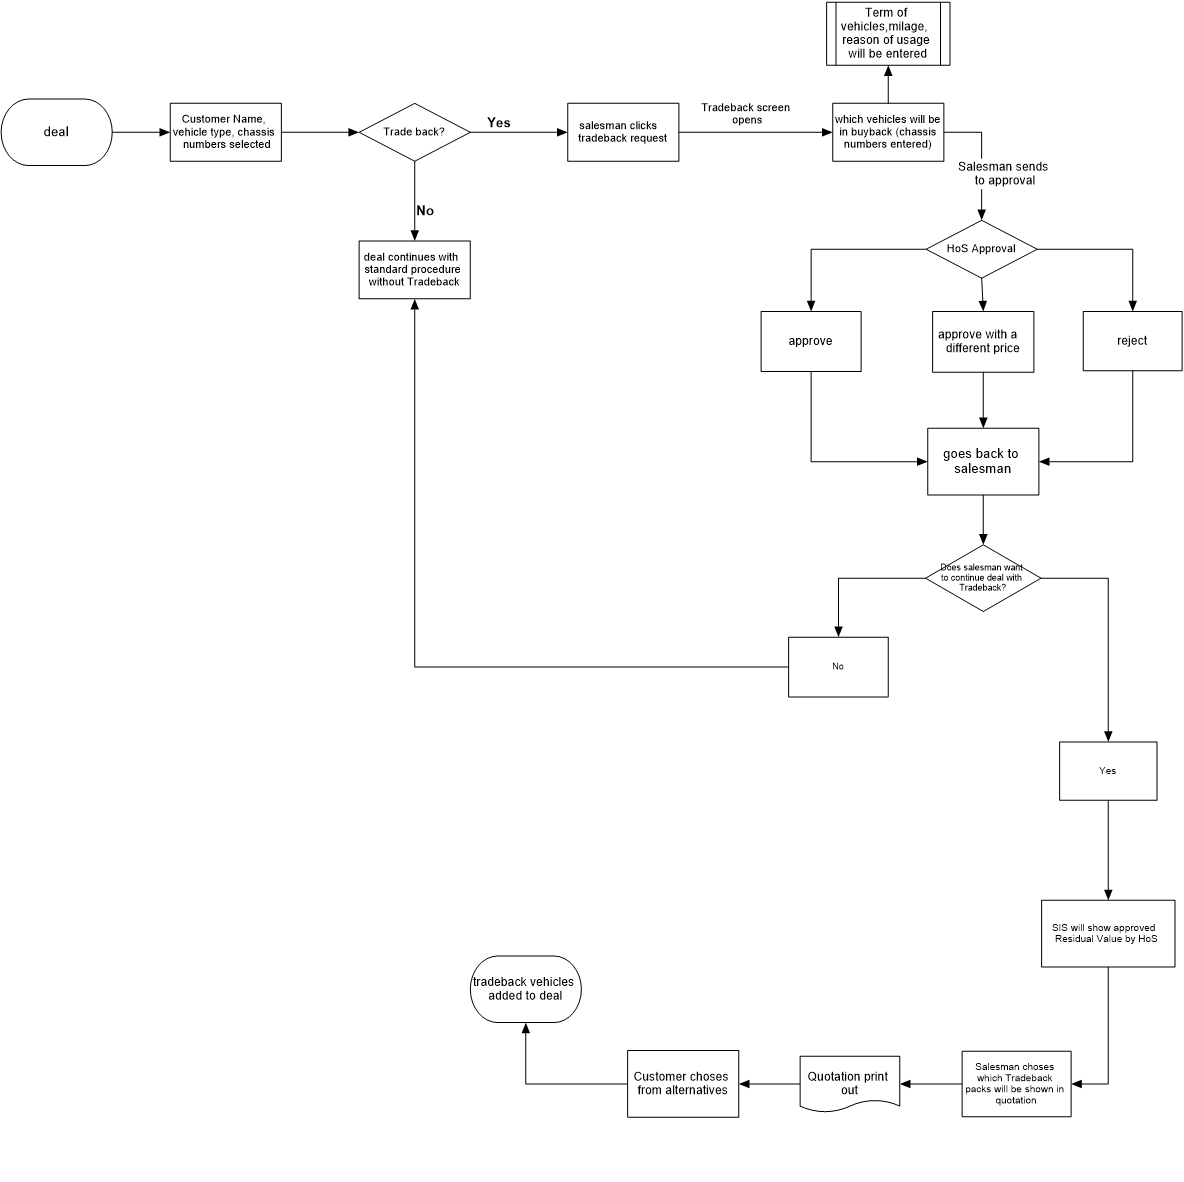 Term of
vehicles,milage,
reason of usage
will be entered
deal
Customer Name,
vehicle type, chassis
numbers selected
Trade back?
Yes
salesman clicks
tradeback request
Tradeback screen
opens
which vehicles will be
in buyback (chassis
numbers entered)
Salesman sends
to approval
No
deal continues with
standard procedure
without Tradeback
HoS Approval
approve
approve with a
different price
reject
goes back to
salesman
Does salesman want
to continue deal with
Tradeback?
No
Yes
SIS will show approved
Residual Value by HoS
tradeback vehicles
added to deal
Customer choses
from alternatives
Quotation print
out
Salesman choses
which Tradeback
packs will be shown in
quotation